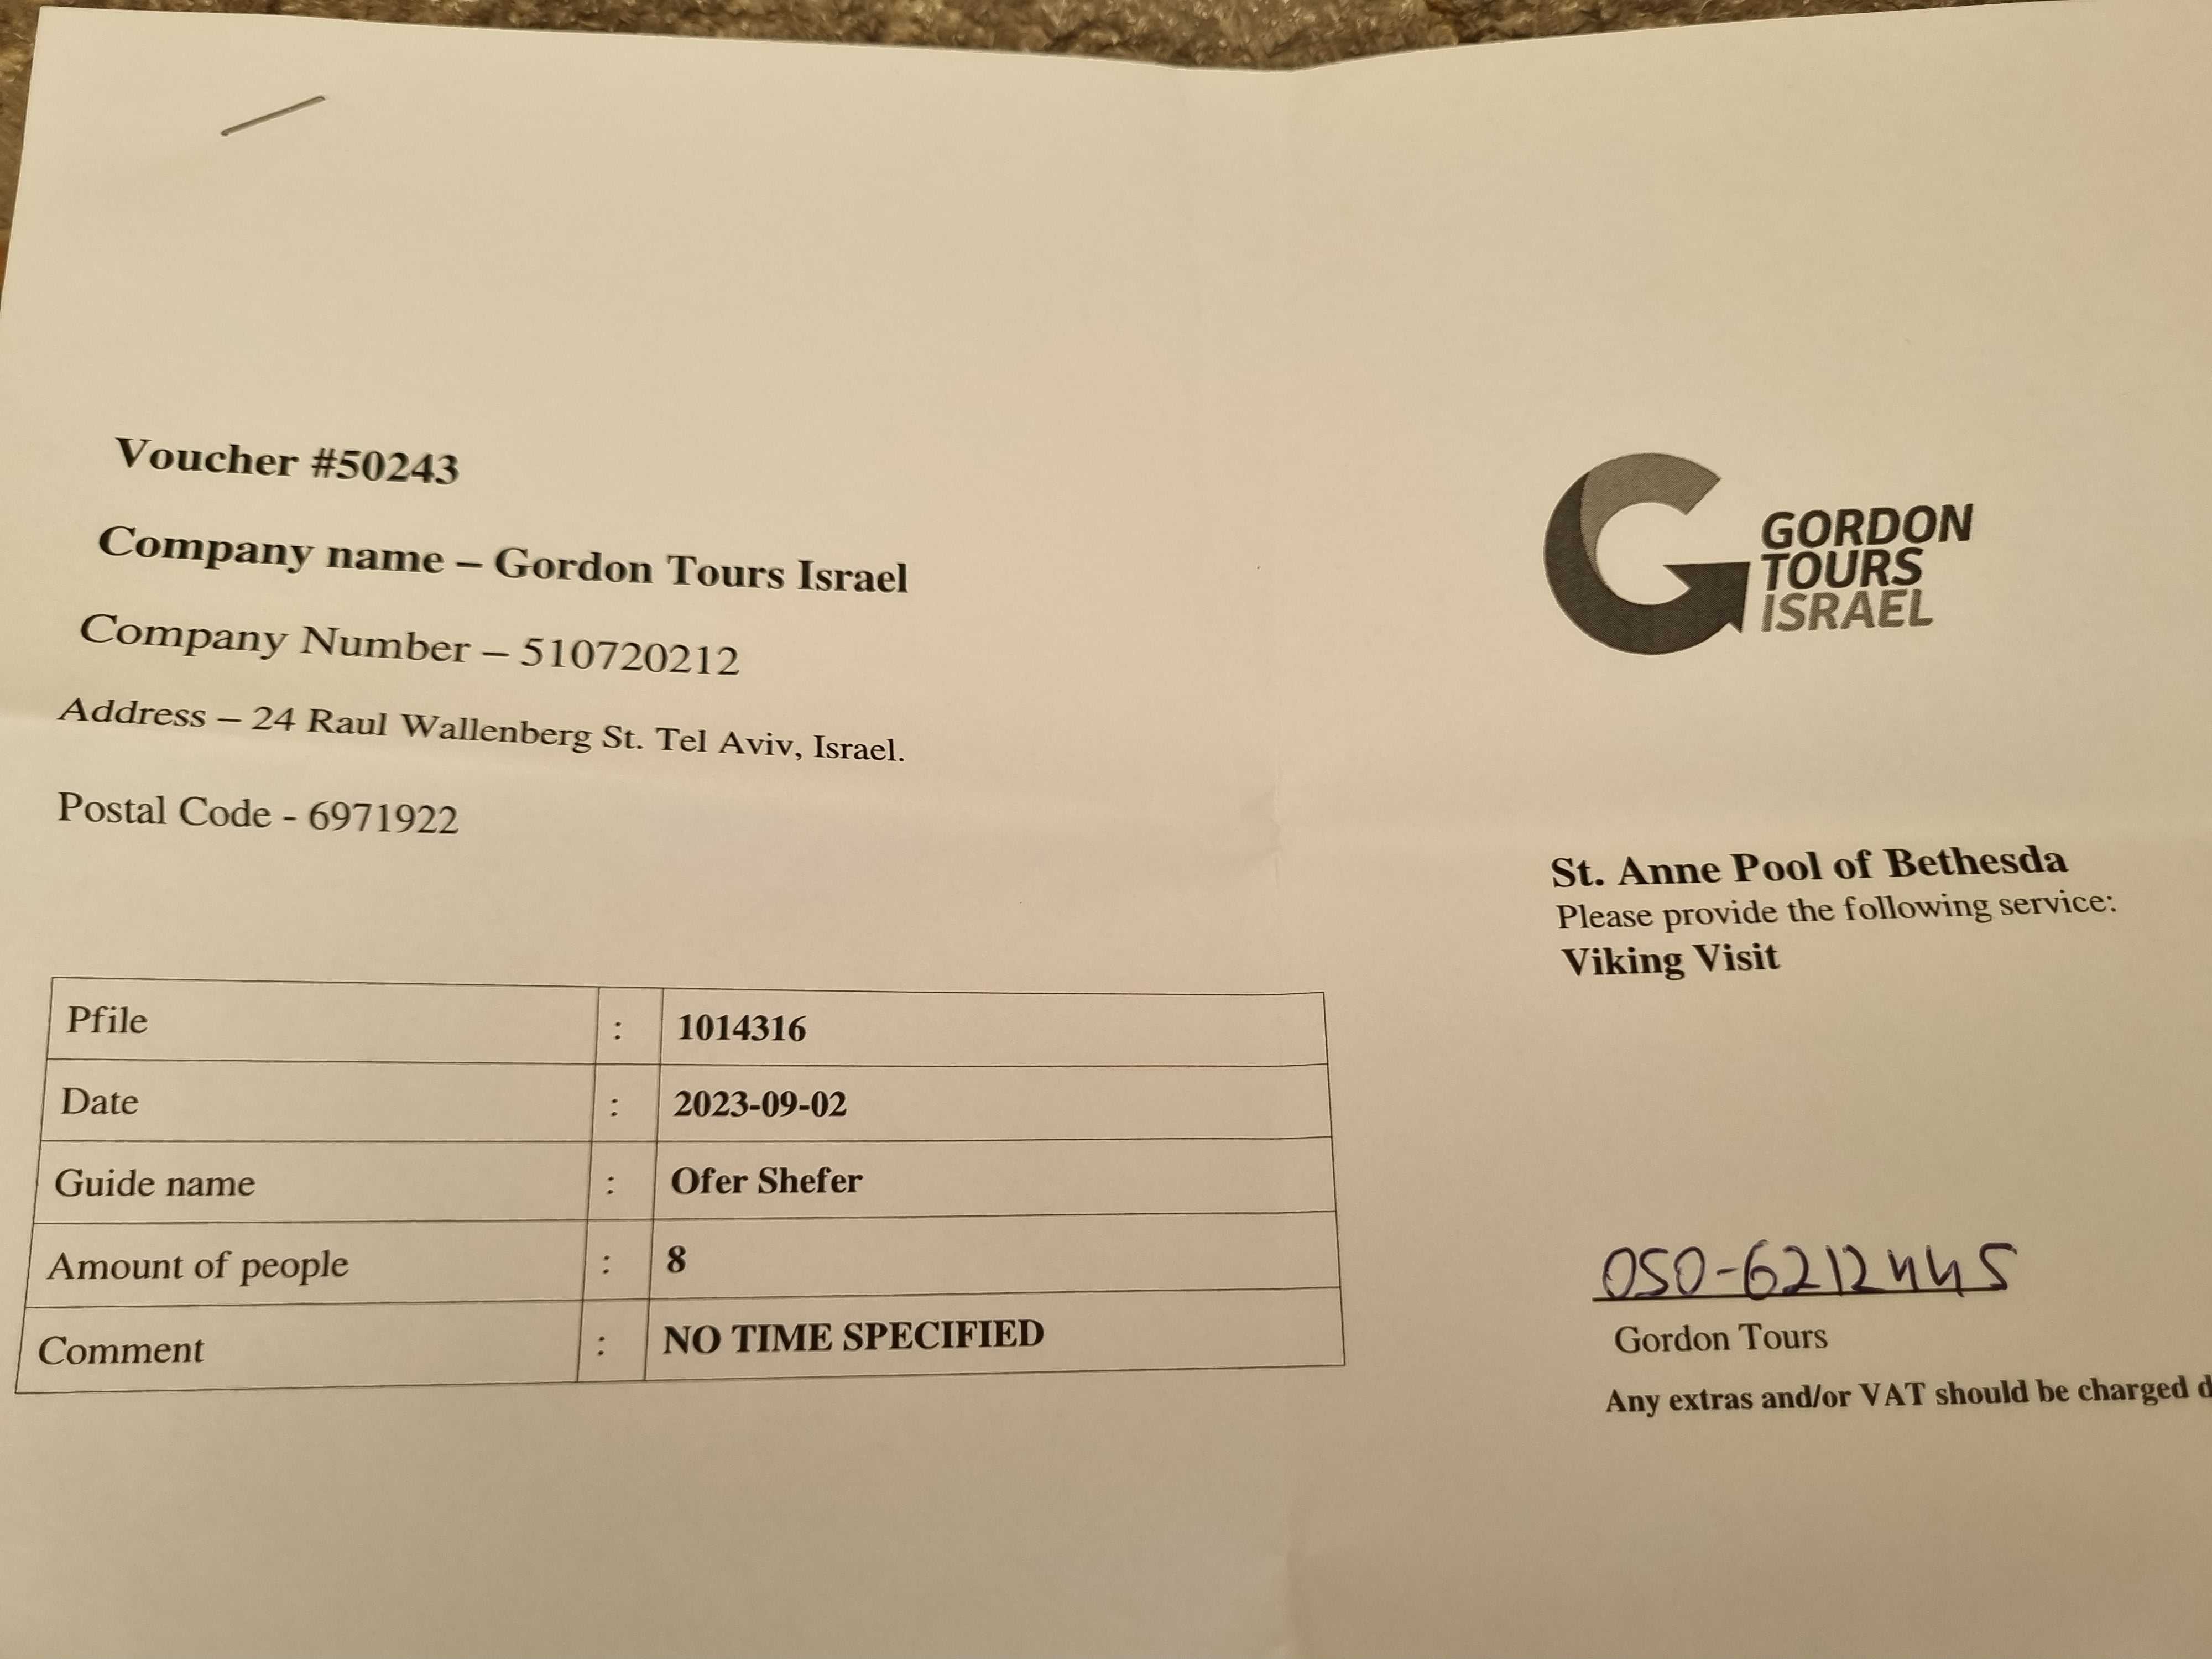 Voucher #50243
Company name – Gordon Tours Israel
Company Number – 510720212
Address – 24 Raul Wallenberg St. Tel Aviv, Israel.
Postal Code - 6971922
GORDON
TOURS
ISRAEL
St. Anne Pool of Bethesda
Please provide the following service:
Viking Visit
Pfile : 1014316
Date : 2023-09-02
Guide name : Ofer Shefer
Amount of people : 8
Comment : NO TIME SPECIFIED
050-6212445
Gordon Tours
Any extras and/or VAT should be charged d